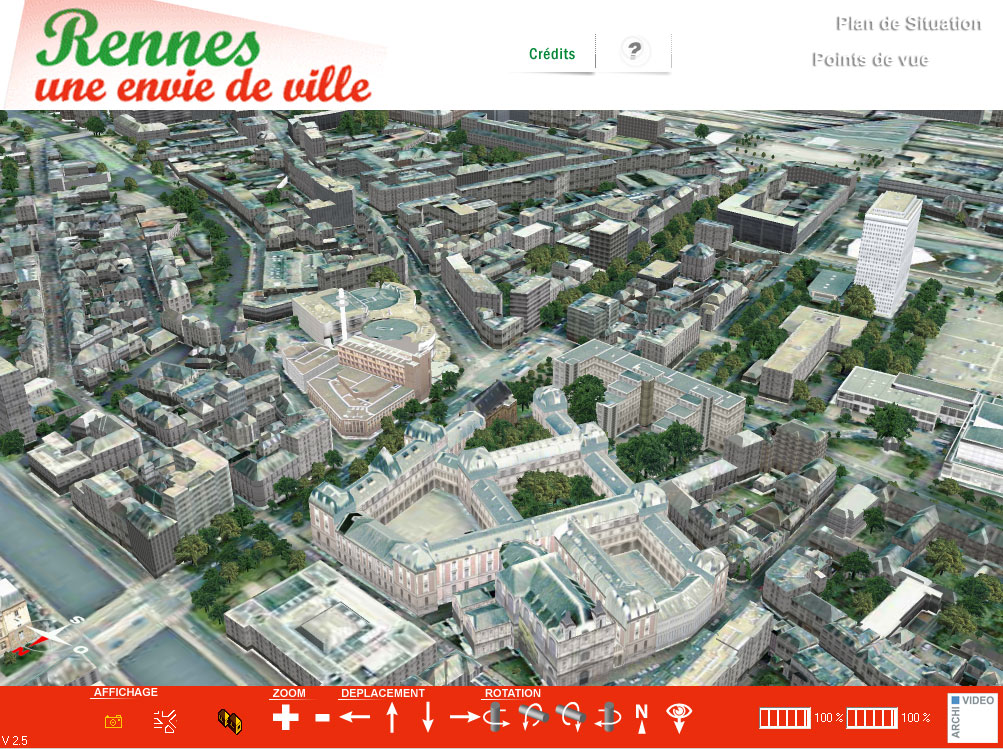 Rennes
une envie de ville
Crédits
?
Plan de Situation
Points de vue
S
O
N
AFFICHAGE
ZOOM
DEPLACEMENT
ROTATION
N
100 %
100 %
ARCHI
VIDEO
V 2.5